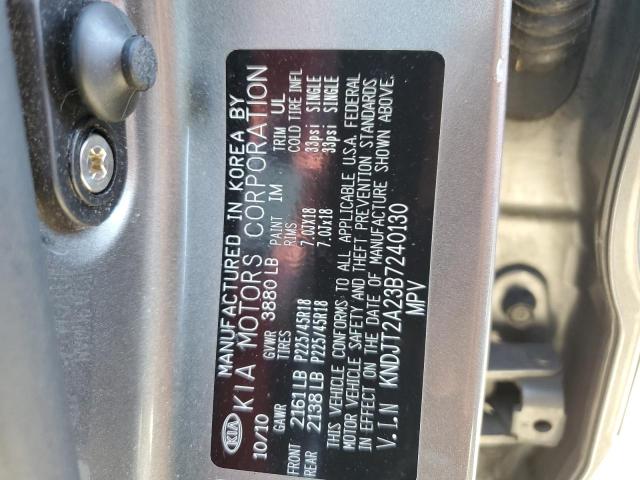 KIA
MANUFACTURED IN KOREA BY
KIA MOTORS CORPORATION
10/10 GVWR 3880 LB PAINT IM TRIM UL
GAWR TIRES RIMS COLD TIRE INFL
FRONT 2161LB P225/45R18 7.0JX18 33psi SINGLE
REAR 2138LB P225/45R18 7.0JX18 33psi SINGLE
THIS VEHICLE CONFORMS TO ALL APPLICABLE U.S.A. FEDERAL
MOTOR VEHICLE SAFETY AND THEFT PREVENTION STANDARDS
IN EFFECT ON THE DATE OF MANUFACTURE SHOWN ABOVE.
V.I.N KNDJT2A23B7240130
MPV